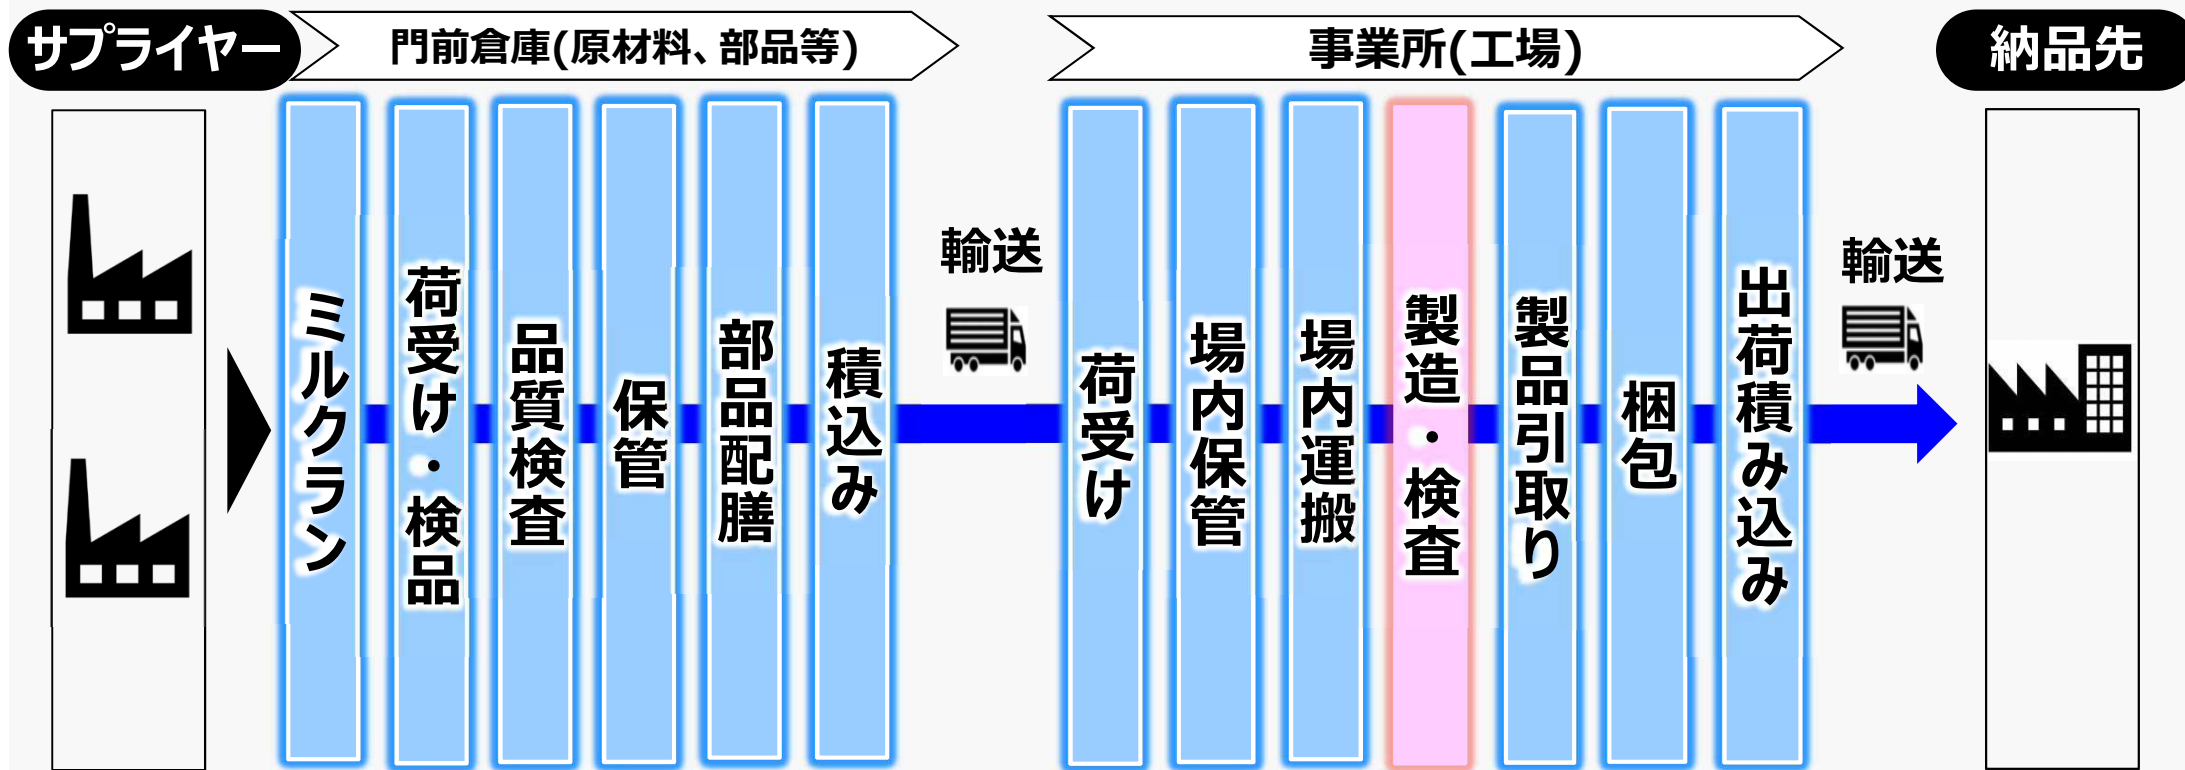 サプライヤー
門前倉庫(原材料、部品等)
事業所(工場)
納品先
ミルクラン
荷受け・検品
品質検査
保管
部品配膳
積込み
輸送
荷受け
場内保管
場内運搬
製造・検査
製品引取り
梱包
出荷積み込み
輸送